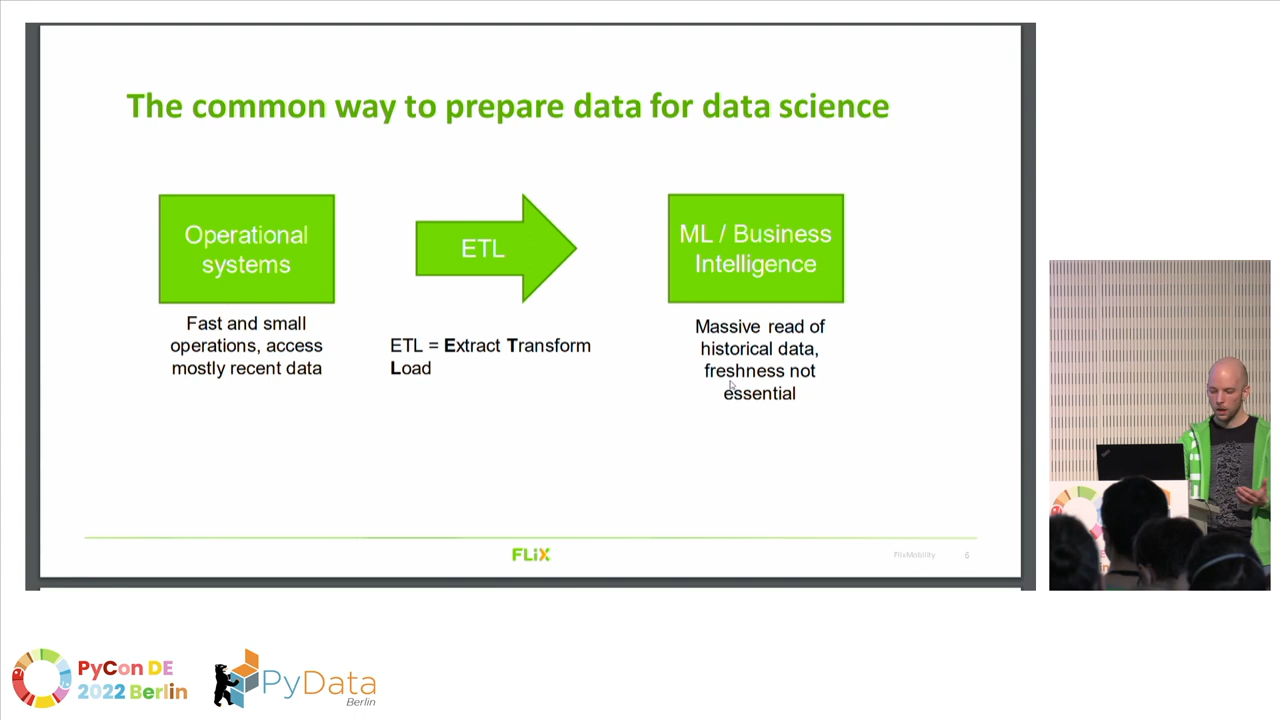 The common way to prepare data for data science
Operational
systems
ETL
ML / Business
Intelligence
Fast and small
operations, access
mostly recent data
ETL = Extract Transform
Load
Massive read of
historical data,
freshness not
essential
FLiX
FlixMobility
6
PyCon DE
2022 Berlin
PyData
Berlin